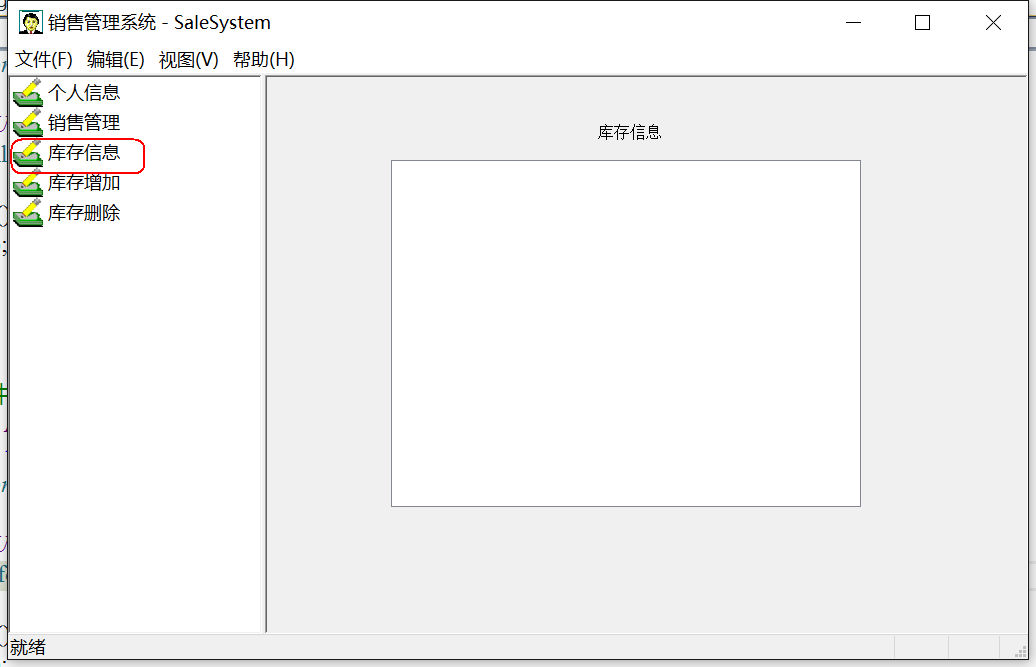 销售管理系统 - SaleSystem
文件(F) 编辑(E) 视图(V) 帮助(H)
个人信息
销售管理
库存信息
库存增加
库存删除
库存信息
就绪